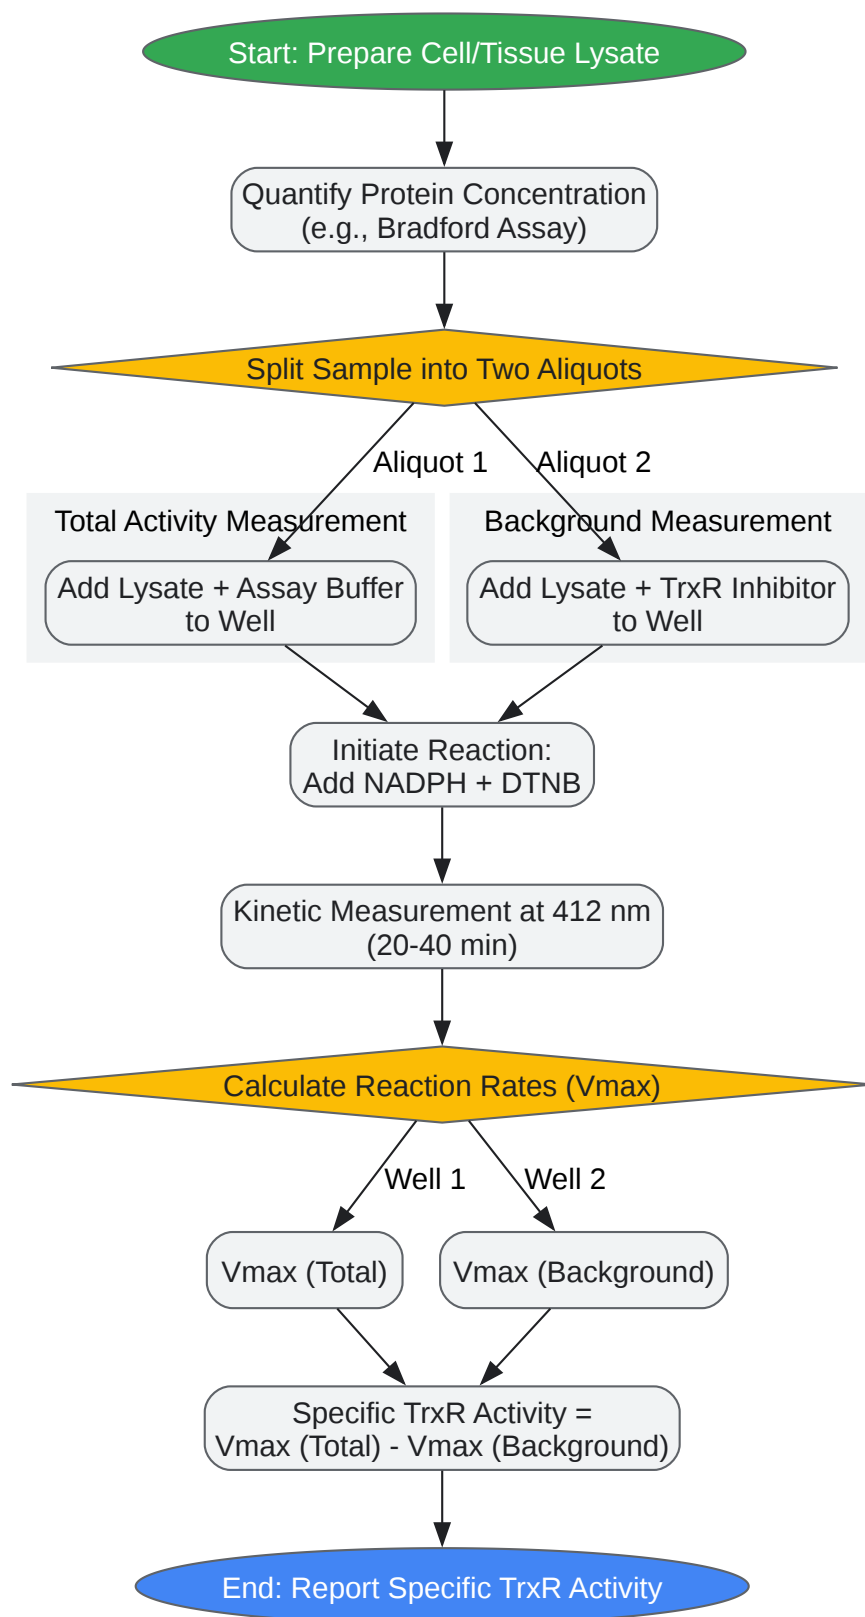 Start: Prepare Cell/Tissue Lysate
Quantify Protein Concentration
(e.g., Bradford Assay)
Split Sample into Two Aliquots
Aliquot 1
Aliquot 2
Total Activity Measurement
Background Measurement
Add Lysate + Assay Buffer
to Well
Add Lysate + TrxR Inhibitor
to Well
Initiate Reaction:
Add NADPH + DTNB
Kinetic Measurement at 412 nm
(20-40 min)
Calculate Reaction Rates (Vmax)
Well 1
Well 2
Vmax (Total)
Vmax (Background)
Specific TrxR Activity =
Vmax (Total) - Vmax (Background)
End: Report Specific TrxR Activity